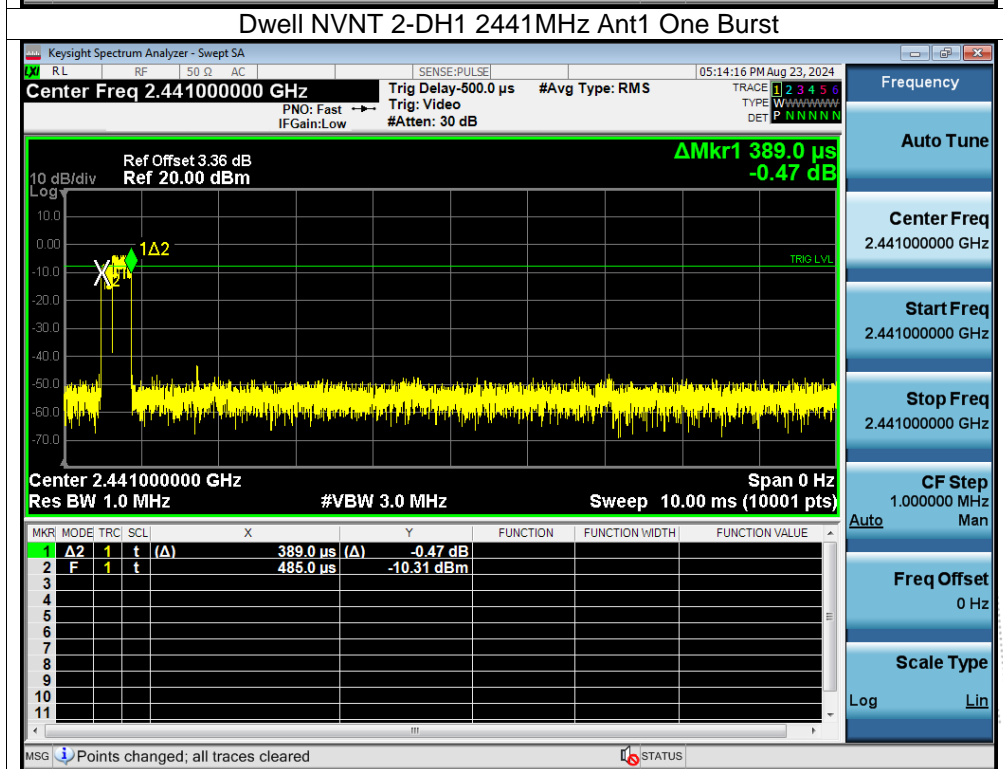 Dwell NVNT 2-DH1 2441MHz Ant1 One Burst
Keysight Spectrum Analyzer - Swept SA
LXI RL RF 50 Ω AC SENSE:PULSE 05:14:16 PM Aug 23, 2024
Center Freq 2.441000000 GHz Trig Delay-500.0 µs #Avg Type: RMS TRACE 1 2 3 4 5 6
PNO: Fast Trig: Video TYPE WWWWWW
IFGain:Low #Atten: 30 dB DET P N N N N N
Frequency
Auto Tune
Center Freq
2.441000000 GHz
Start Freq
2.441000000 GHz
Stop Freq
2.441000000 GHz
CF Step
1.000000 MHz
Auto Man
Freq Offset
0 Hz
Scale Type
Log Lin
ΔMkr1 389.0 µs
-0.47 dB
Ref Offset 3.36 dB
10 dB/div Ref 20.00 dBm
Log
10.0
0.00
1Δ2
TRIG LVL
-10.0
-20.0
-30.0
-40.0
-50.0
-60.0
-70.0
Center 2.441000000 GHz Span 0 Hz
Res BW 1.0 MHz #VBW 3.0 MHz Sweep 10.00 ms (10001 pts)
MKR MODE TRC SCL X Y FUNCTION FUNCTION WIDTH FUNCTION VALUE
1 Δ2 1 t (Δ) 389.0 µs (Δ) -0.47 dB
2 F 1 t 485.0 µs -10.31 dBm
3
4
5
6
7
8
9
10
11
MSG Points changed; all traces cleared STATUS